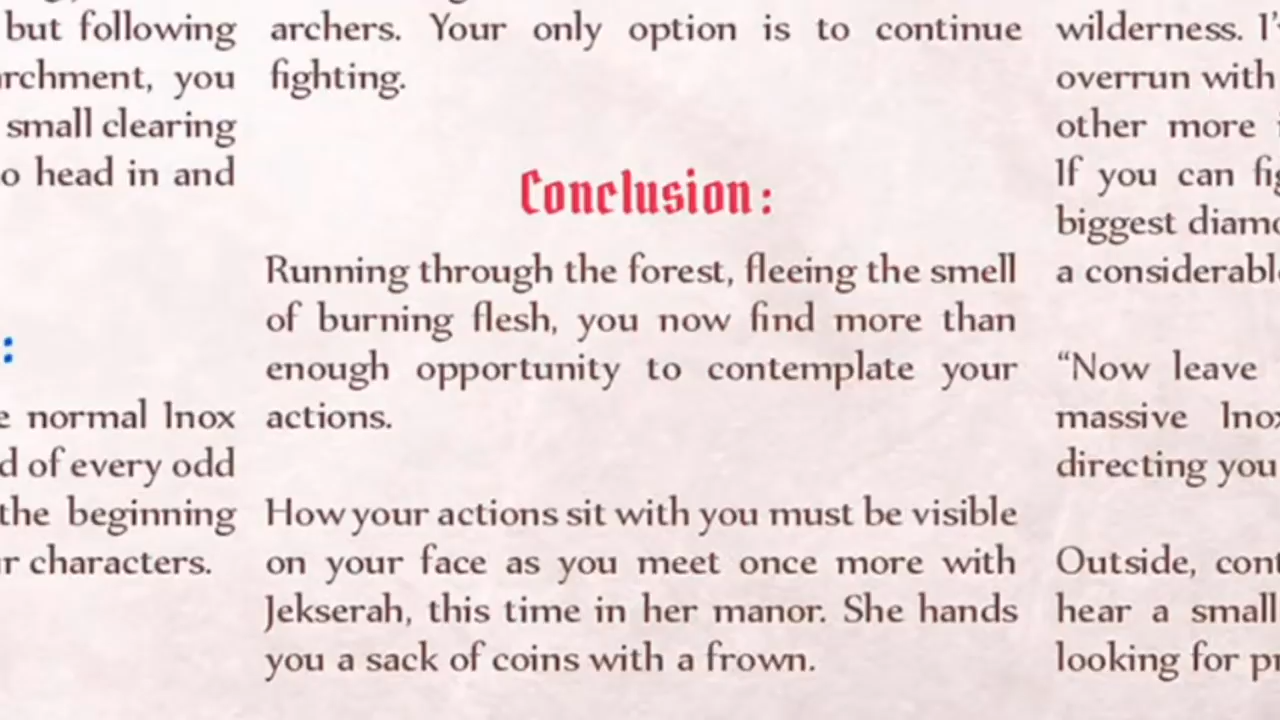 but following
rchment, you
small clearing
o head in and
:
e normal Inox
d of every odd
the beginning
r characters.
archers. Your only option is to continue
fighting.
Conclusion:
Running through the forest, fleeing the smell
of burning flesh, you now find more than
enough opportunity to contemplate your
actions.
How your actions sit with you must be visible
on your face as you meet once more with
Jekserah, this time in her manor. She hands
you a sack of coins with a frown.
wilderness. I'
overrun with
other more
If you can
biggest
a
“Now leave
massive
directing you
Outside,
hear a small
looking for